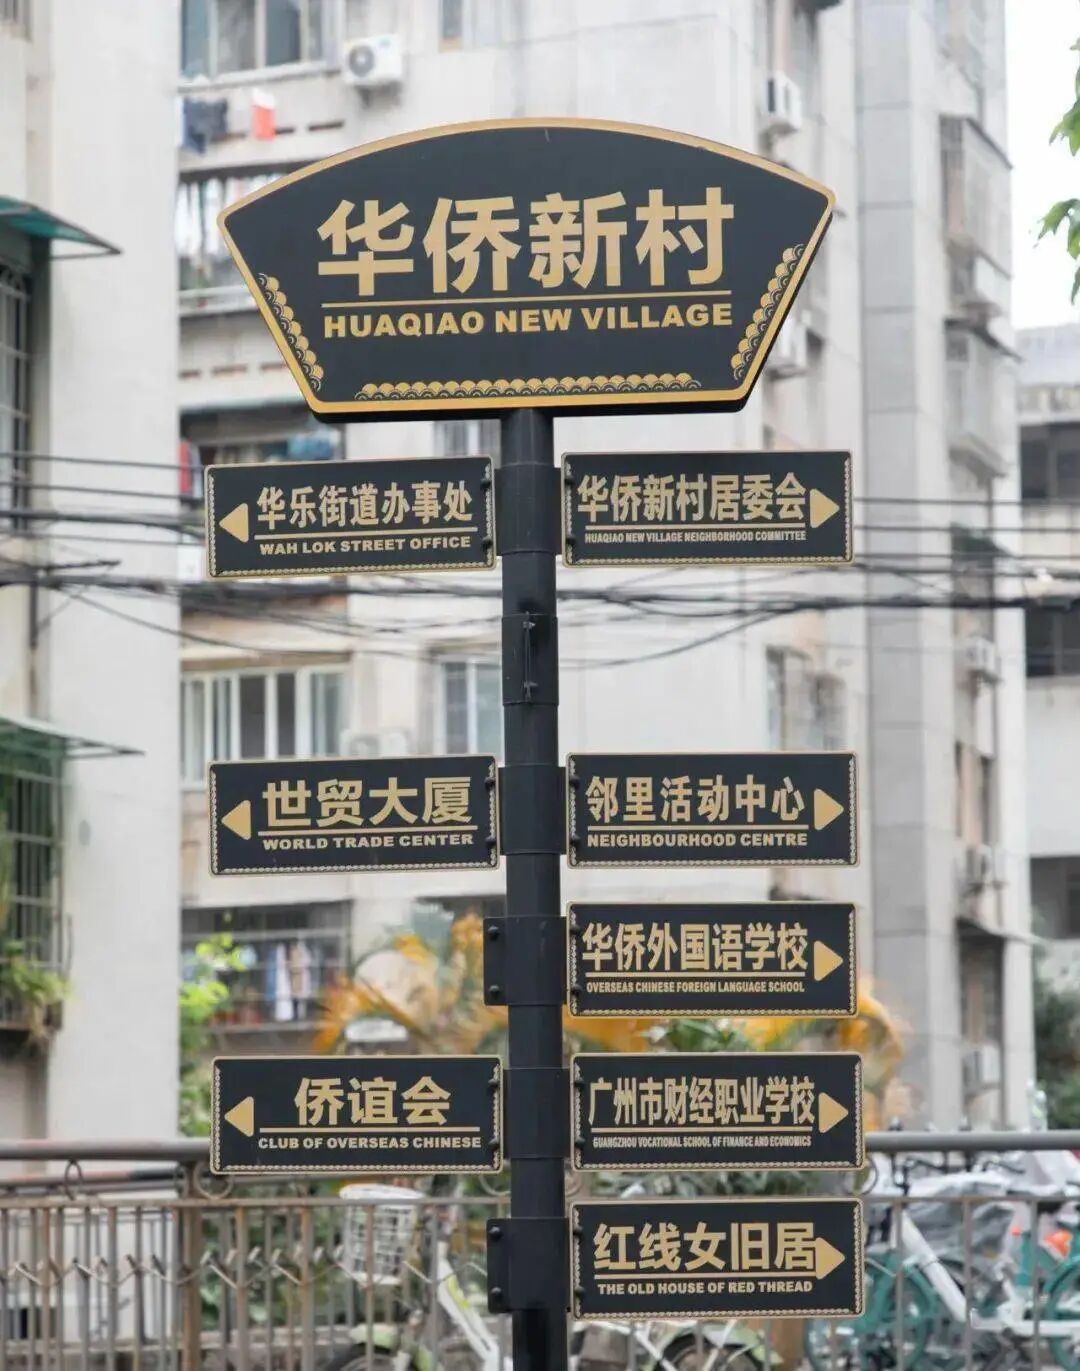 华侨新村
HUAQIAO NEW VILLAGE
华乐街道办事处
WAH LOK STREET OFFICE
华侨新村居委会
HUAQIAO NEW VILLAGE NEIGHBORHOOD COMMITTEE
世贸大厦
WORLD TRADE CENTER
邻里活动中心
NEIGHBOURHOOD CENTRE
华侨外国语学校
OVERSEAS CHINESE FOREIGN LANGUAGE SCHOOL
侨谊会
CLUB OF OVERSEAS CHINESE
广州市财经职业学校
GUANGZHOU VOCATIONAL SCHOOL OF FINANCE AND ECONOMICS
红线女旧居
THE OLD HOUSE OF RED THREAD